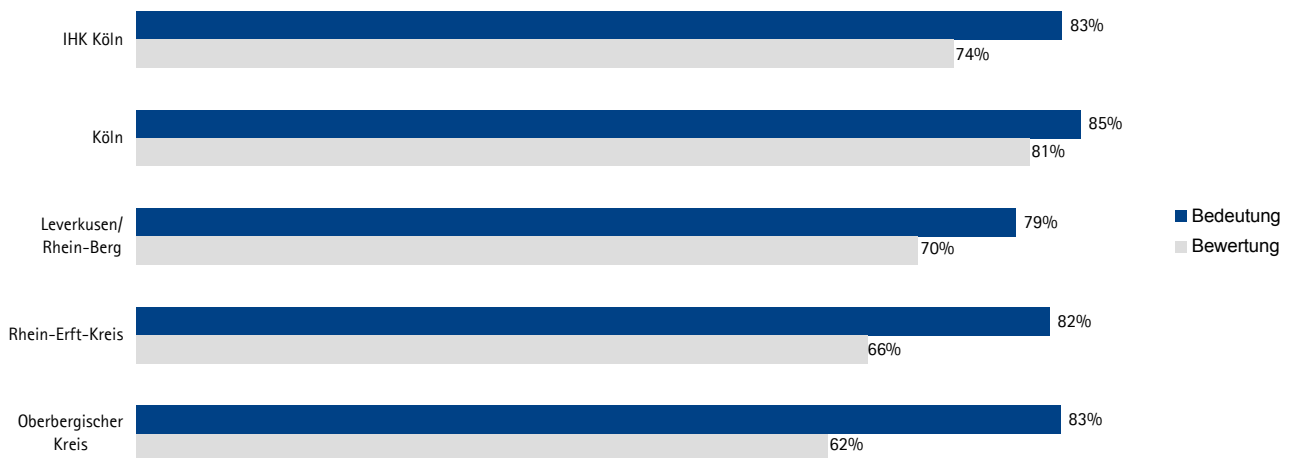 IHK Köln
83%
74%
Köln
85%
81%
Leverkusen/
Rhein-Berg
79%
70%
Bedeutung
Bewertung
Rhein-Erft-Kreis
82%
66%
Oberbergischer
Kreis
83%
62%